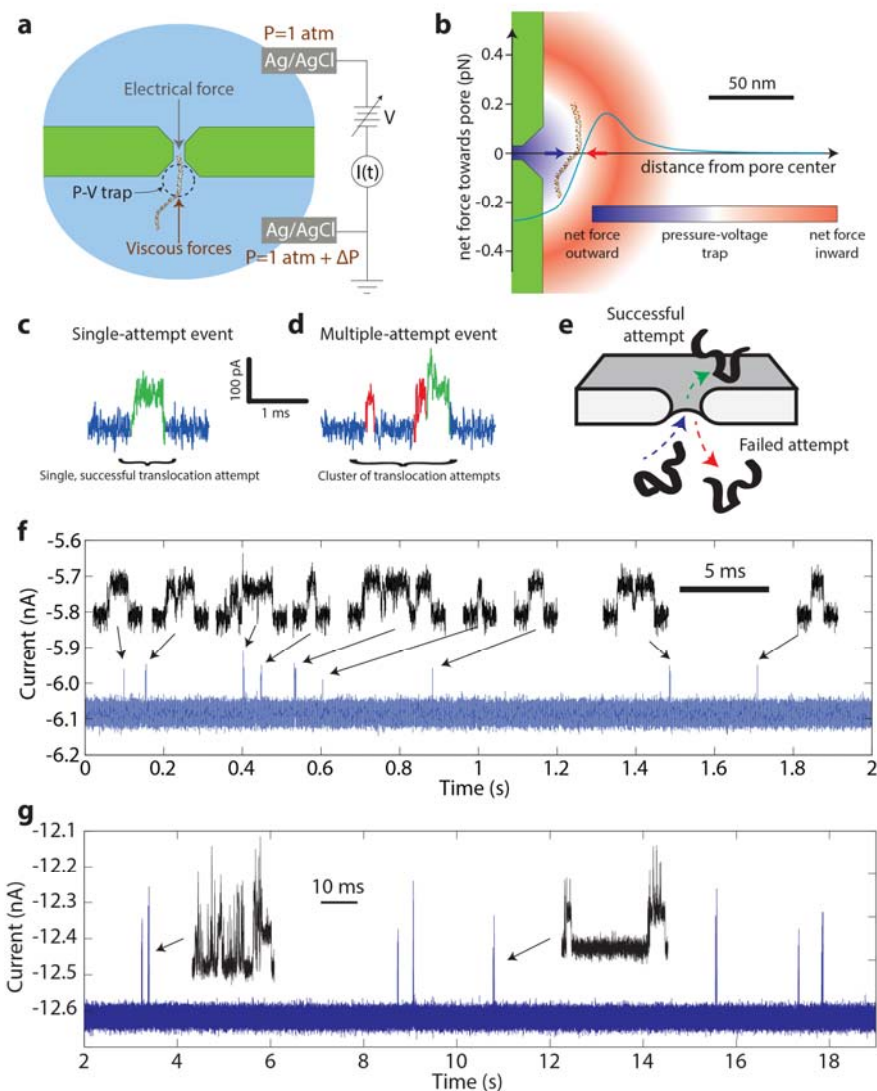 a
P=1 atm
Ag/AgCl
Electrical force
V
P-V trap
I(t)
Ag/AgCl
Viscous forces
P=1 atm + ΔP
b
net force towards pore (pN)
0.4
0.2
0
-0.2
-0.4
50 nm
distance from pore center
net force
outward
pressure-voltage
trap
net force
inward
c
Single-attempt event
100 pA
1 ms
Single, successful translocation attempt
d
Multiple-attempt event
Cluster of translocation attempts
e
Successful
attempt
Failed attempt
f
Current (nA)
-5.6
-5.7
-5.8
-5.9
-6.0
-6.1
-6.2
5 ms
0 0.2 0.4 0.6 0.8 1 1.2 1.4 1.6 1.8 2
Time (s)
g
Current (nA)
-12.1
-12.2
-12.3
-12.4
-12.5
-12.6
10 ms
2 4 6 8 10 12 14 16 18
Time (s)